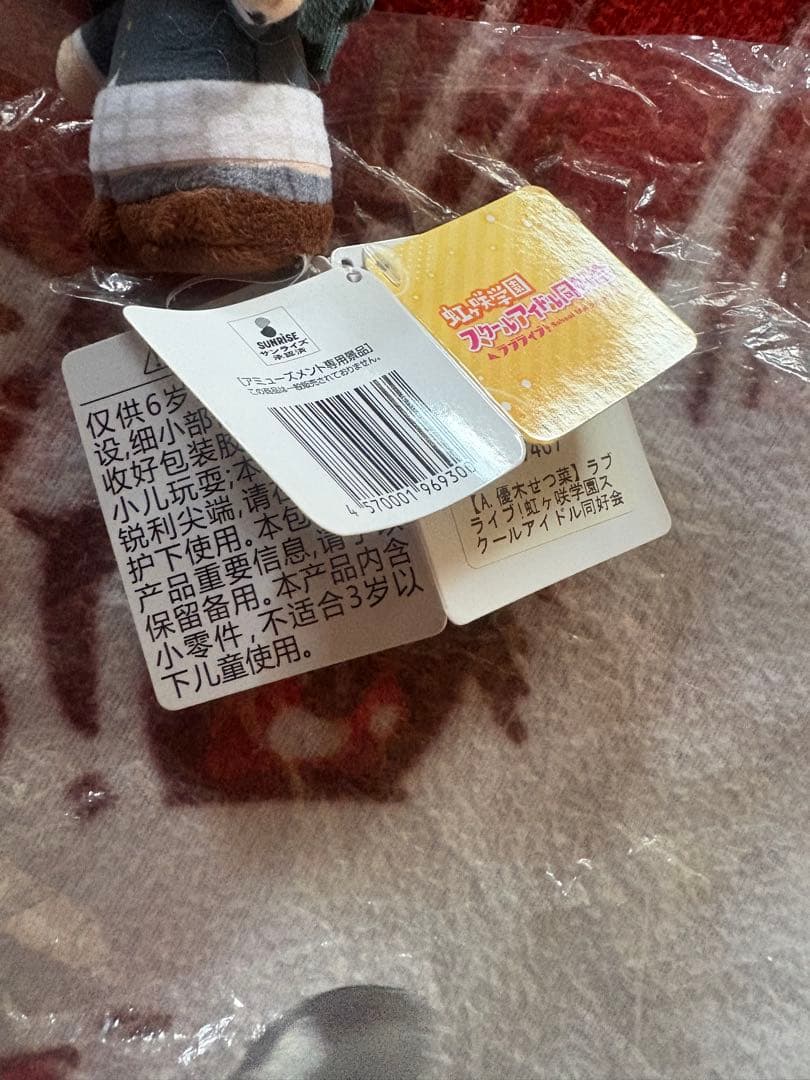 SUNRISE
サンライズ
承認済
[アミューズメント専用景品]
この商品は一般販売されておりません。
4 570001 96930
虹ヶ咲学園
スクールアイドル同好会
ラブライブ!
【A. 優木せつ菜】ラブ
ライブ!虹ヶ咲学園ス
クールアイドル同好会
仅供6岁
设,细小部
收好包装胶
小儿玩耍;本
锐利尖端,请在
护下使用。本包
产品重要信息,请
保留备用。本产品内含
小零件,不适合3岁以
下儿童使用。